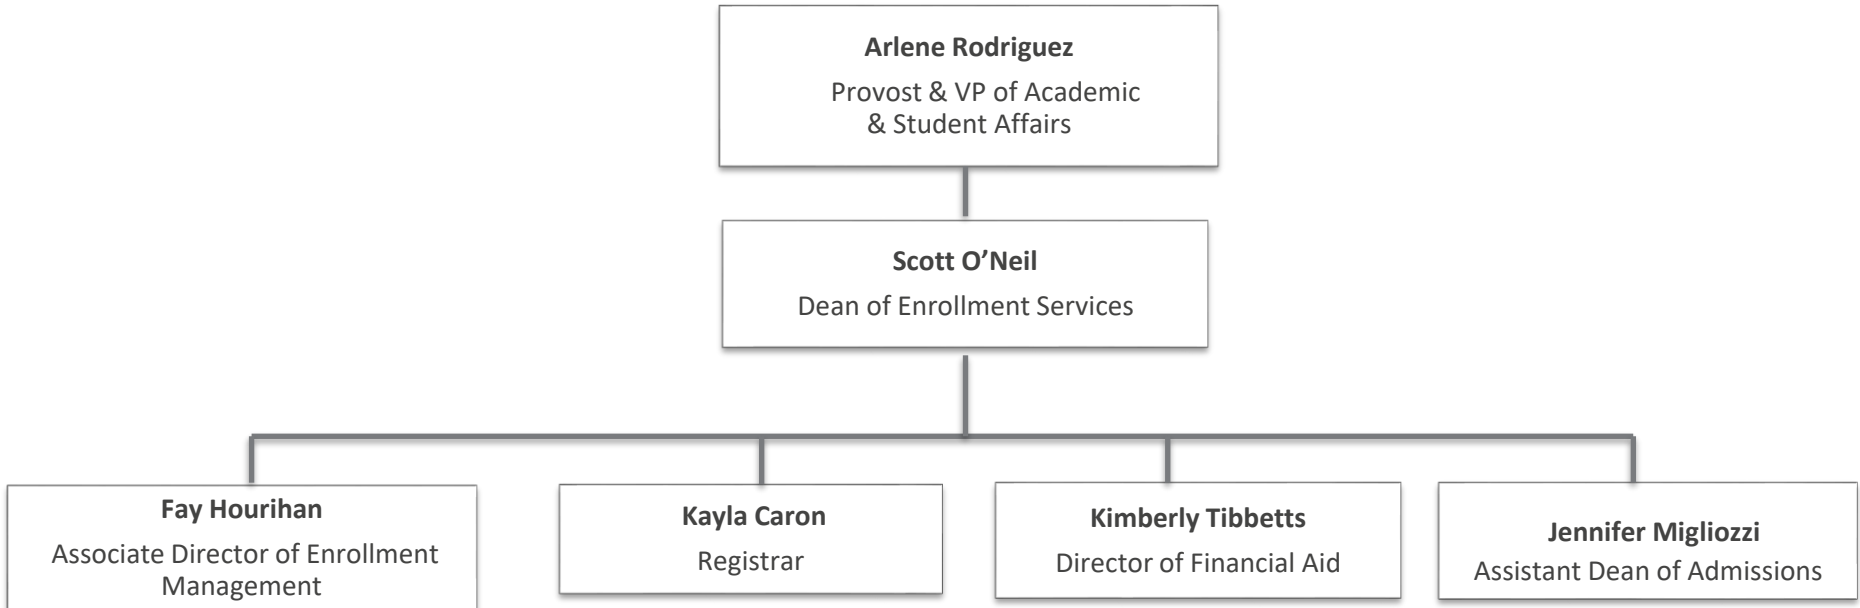 Arlene Rodriguez
Provost & VP of Academic
& Student Affairs
Scott O’Neil
Dean of Enrollment Services
Fay Hourihan
Associate Director of Enrollment
Management
Kayla Caron
Registrar
Kimberly Tibbetts
Director of Financial Aid
Jennifer Migliozzi
Assistant Dean of Admissions